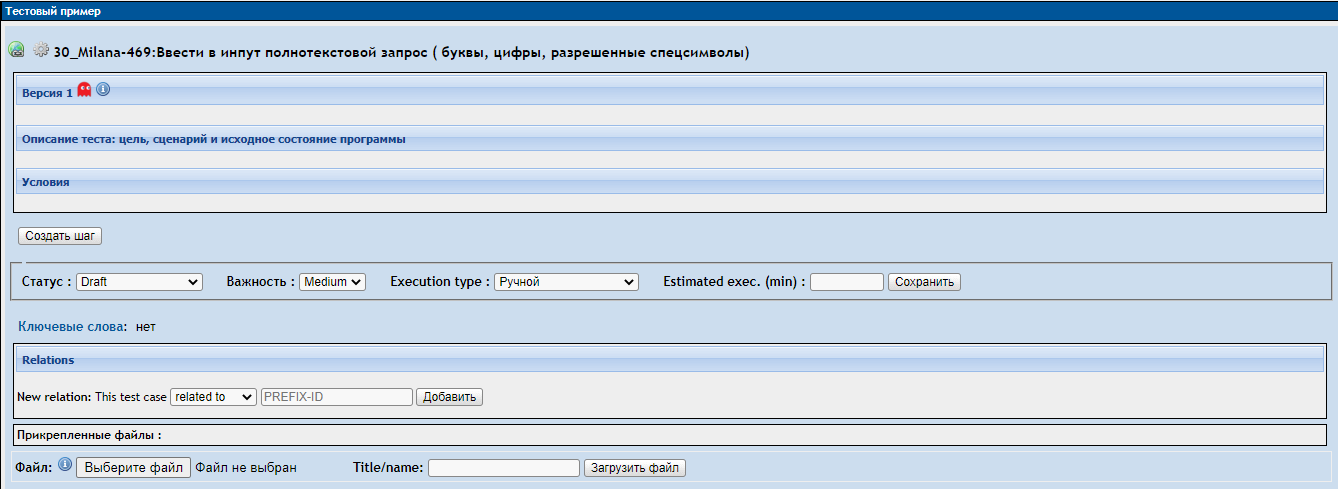 Тестовый пример
30_Milana-469:Ввести в инпут полнотекстовой запрос ( буквы, цифры, разрешенные спецсимволы)
Версия 1
Описание теста: цель, сценарий и исходное состояние программы
Условия
Создать шаг
Статус : Draft Важность : Medium Execution type : Ручной Estimated exec. (min) : Сохранить
Ключевые слова: нет
Relations
New relation: This test case related to PREFIX-ID Добавить
Прикрепленные файлы :
Файл: Выберите файл Файл не выбран Title/name: Загрузить файл